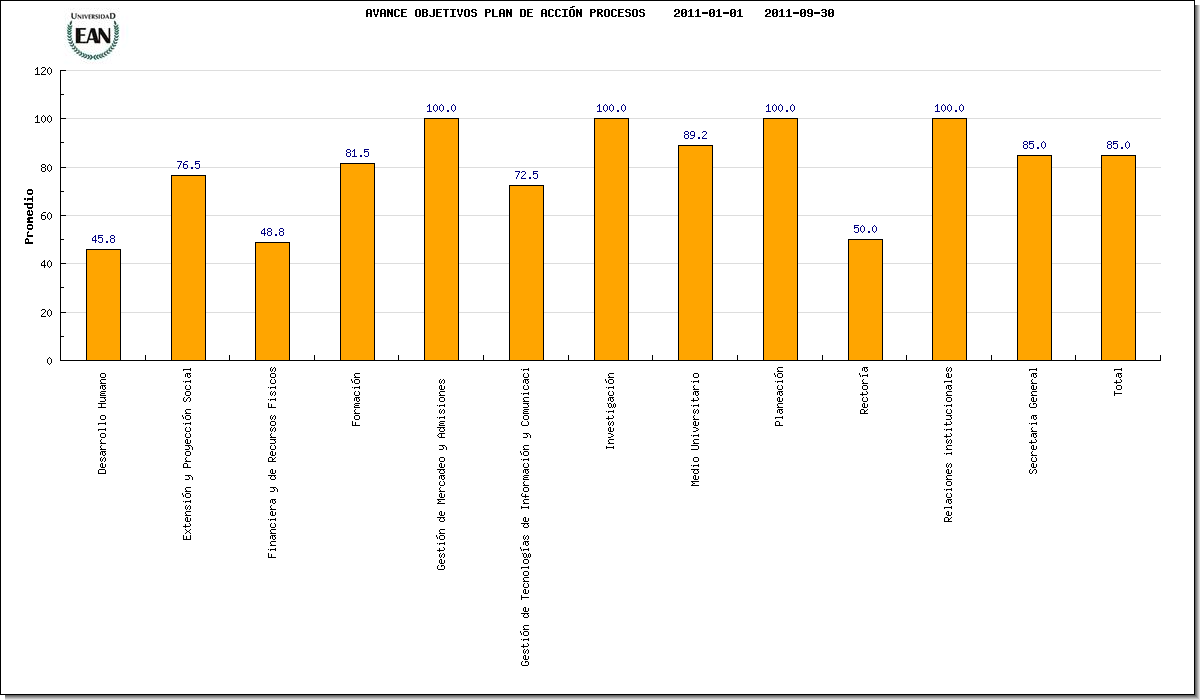 UNIVERSIDAD
EAN
AVANCE OBJETIVOS PLAN DE ACCIÓN PROCESOS 2011-01-01 2011-09-30
Promedio
120
100
80
60
40
20
0
45.8
76.5
48.8
81.5
100.0
72.5
100.0
89.2
100.0
50.0
100.0
85.0
85.0
Desarrollo Humano
Extensión y Proyección Social
Financiera y de Recursos Fisicos
Formación
Gestión de Mercadeo y Admisiones
Gestión de Tecnologías de Información y Comunicaci
Investigación
Medio Universitario
Planeación
Rectoría
Relaciones institucionales
Secretaria General
Total